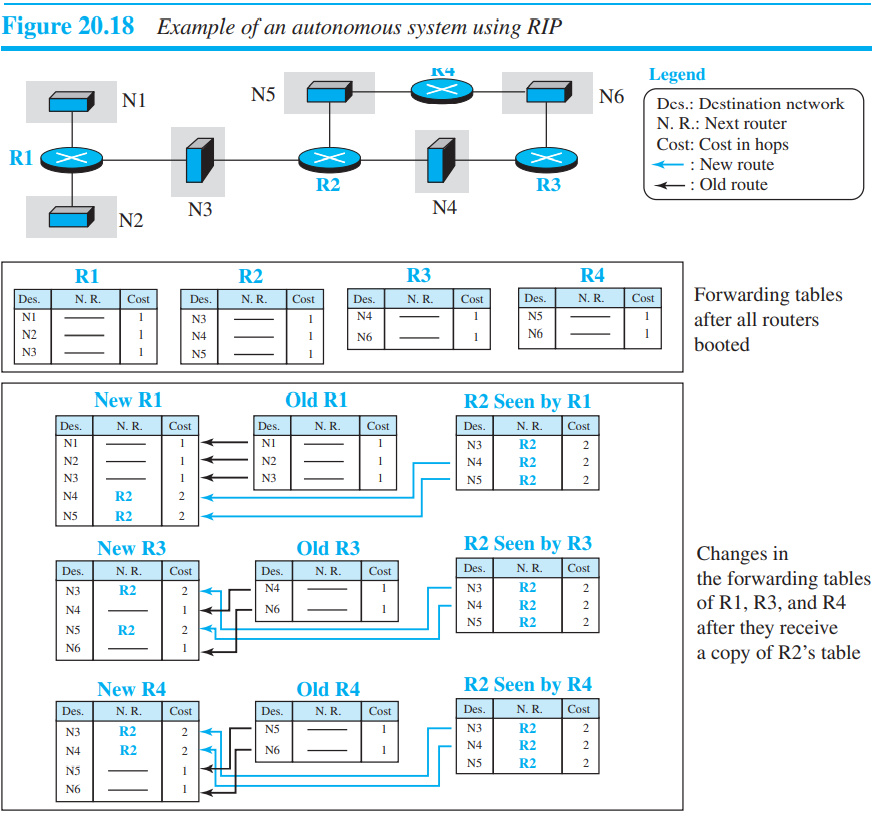 Figure 20.18 Example of an autonomous system using RIP
R4
Legend
N1
N5
N6
Des.: Destination network
N. R.: Next router
Cost: Cost in hops
: New route
: Old route
R1
R2
R3
N2
N3
N4
R1 R2 R3 R4
Des. N. R. Cost Des. N. R. Cost Des. N. R. Cost Des. N. R. Cost
N1 1 N3 1 N4 1 N5 1
N2 1 N4 1 N6 1 N6 1
N3 1 N5 1
Forwarding tables
after all routers
booted
New R1 Old R1 R2 Seen by R1
Des. N. R. Cost Des. N. R. Cost Des. N. R. Cost
N1 1 N1 1 N3 R2 2
N2 1 N2 1 N4 R2 2
N3 1 N3 1 N5 R2 2
N4 R2 2
N5 R2 2
New R3 Old R3 R2 Seen by R3
Des. N. R. Cost Des. N. R. Cost Des. N. R. Cost
N3 R2 2 N4 1 N3 R2 2
N4 1 N6 1 N4 R2 2
N5 R2 2 N5 R2 2
N6 1
New R4 Old R4 R2 Seen by R4
Des. N. R. Cost Des. N. R. Cost Des. N. R. Cost
N3 R2 2 N5 1 N3 R2 2
N4 R2 2 N6 1 N4 R2 2
N5 1 N5 R2 2
N6 1
Changes in
the forwarding tables
of R1, R3, and R4
after they receive
a copy of R2's table